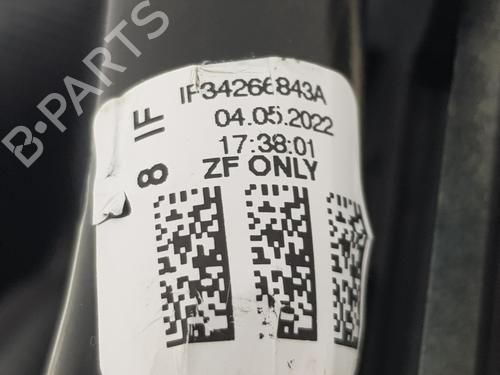 B-PARTS
IF34266843A
04.05.2022
17:38:01
ZF ONLY
8 IF